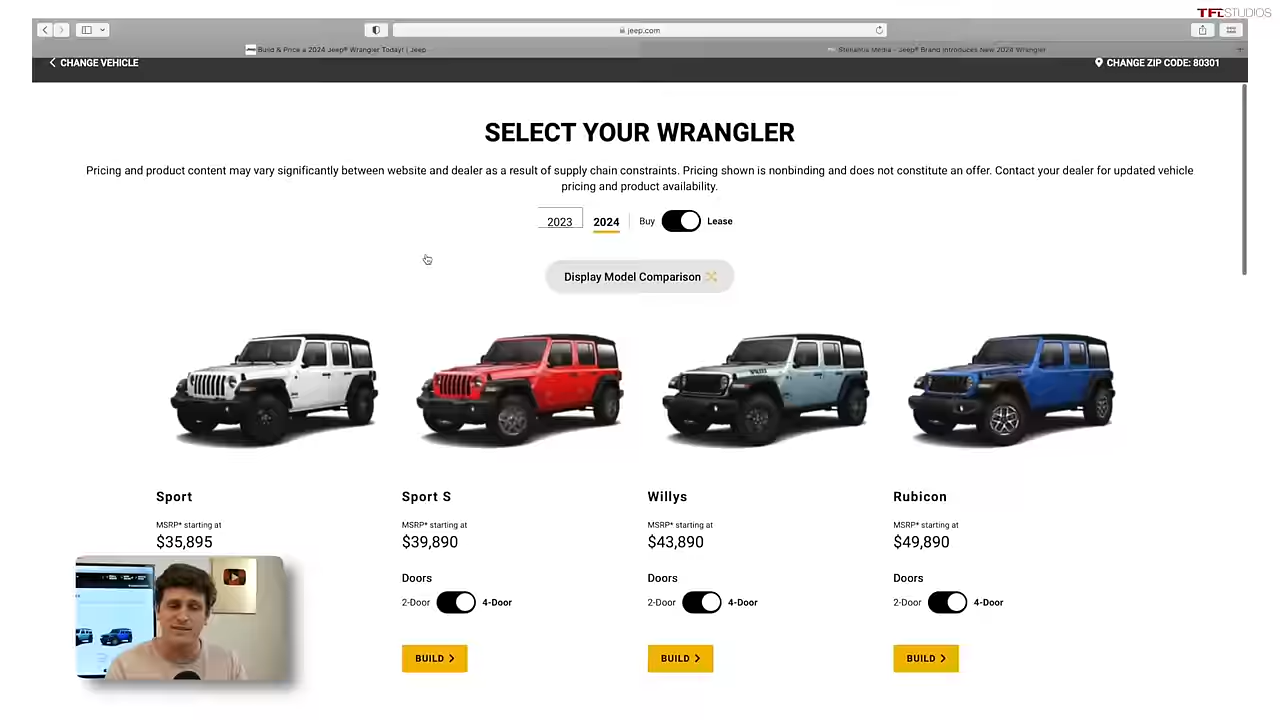 TFLSTUDIOS
jeep.com
Build & Price a 2024 Jeep® Wrangler Today! | Jeep
Stellantis Media - Jeep® Brand Introduces New 2024 Wrangler
CHANGE VEHICLE
CHANGE ZIP CODE: 80301
SELECT YOUR WRANGLER
Pricing and product content may vary significantly between website and dealer as a result of supply chain constraints. Pricing shown is nonbinding and does not constitute an offer. Contact your dealer for updated vehicle
pricing and product availability.
2023 2024 Buy Lease
Display Model Comparison
WILLYS
Sport Sport S Willys Rubicon
MSRP* starting at MSRP* starting at MSRP* starting at MSRP* starting at
$35,895 $39,890 $43,890 $49,890
Doors Doors Doors
2-Door 4-Door 2-Door 4-Door 2-Door 4-Door
BUILD BUILD BUILD